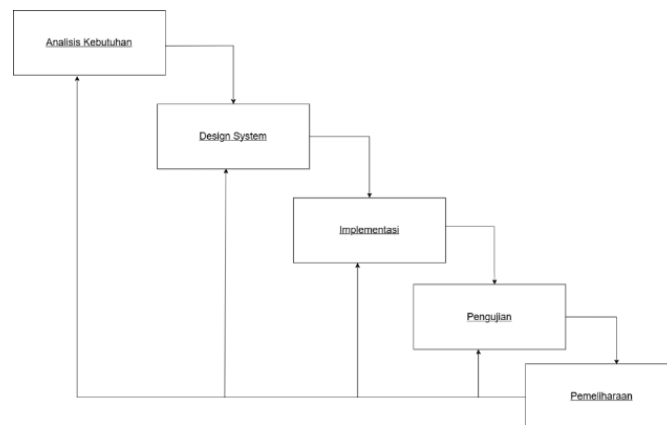 Analisis Kebutuhan
Design System
Implementasi
Pengujian
Pemeliharaan